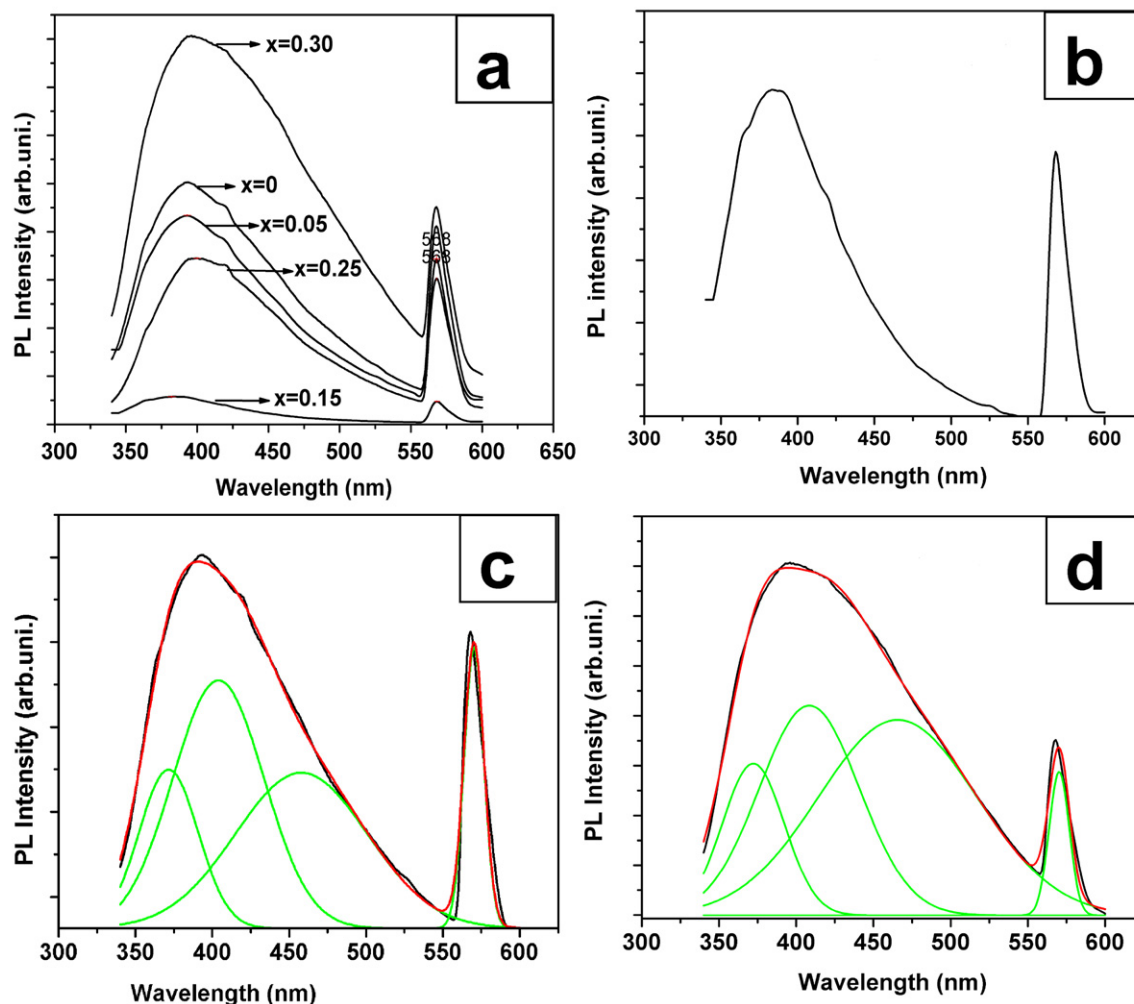 a
x=0.30
x=0
x=0.05
x=0.25
x=0.15
568
568
PL Intensity (arb.uni.)
300 350 400 450 500 550 600 650
Wavelength (nm)
b
PL intensity (arb.uni.)
300 350 400 450 500 550 600
Wavelength (nm)
c
PL Intensity (arb.uni.)
300 350 400 450 500 550 600
Wavelength (nm)
d
PL Intensity (arb.uni.)
300 350 400 450 500 550 600
Wavelength (nm)